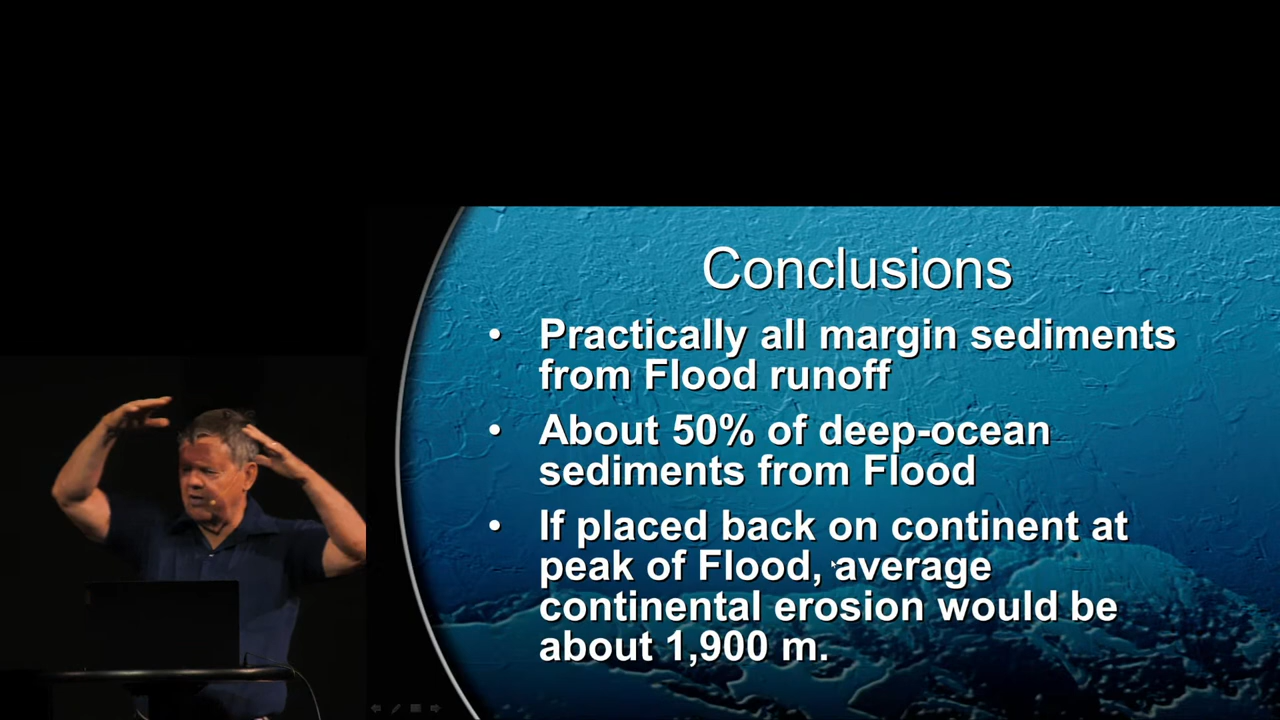 Conclusions
• Practically all margin sediments
from Flood runoff
• About 50% of deep-ocean
sediments from Flood
• If placed back on continent at
peak of Flood, average
continental erosion would be
about 1,900 m.